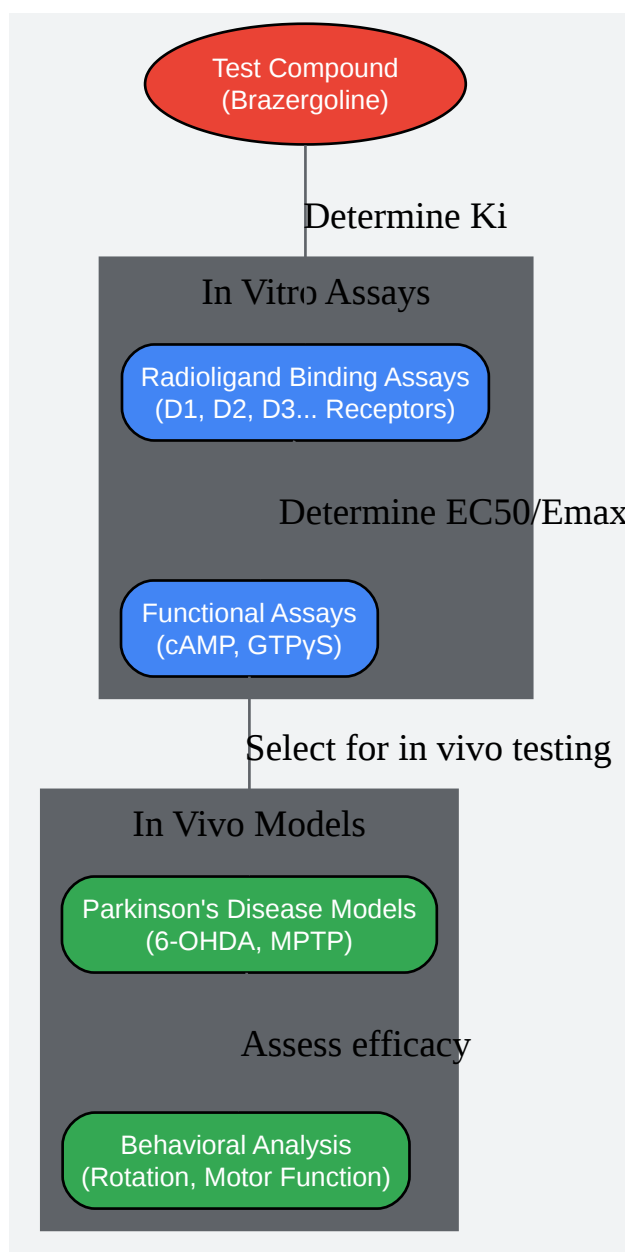 Test Compound
(Brazergoline)
Determine Ki
In Vitro Assays
Radioligand Binding Assays
(D1, D2, D3... Receptors)
Determine EC50/Emax
Functional Assays
(cAMP, GTPγS)
Select for in vivo testing
In Vivo Models
Parkinson's Disease Models
(6-OHDA, MPTP)
Assess efficacy
Behavioral Analysis
(Rotation, Motor Function)